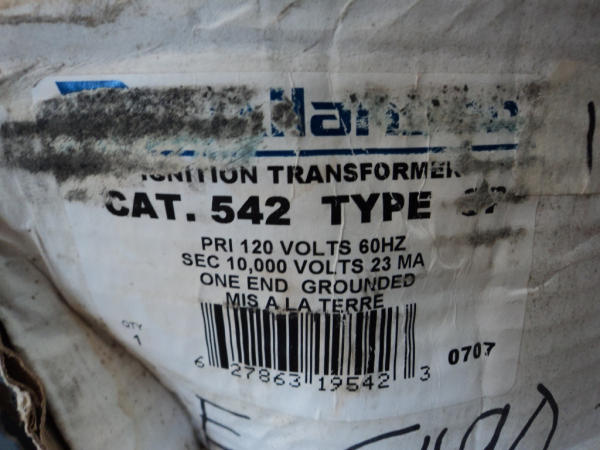 IGNITION TRANSFORMER
CAT. 542 TYPE
PRI 120 VOLTS 60HZ
SEC 10,000 VOLTS 23 MA
ONE END GROUNDED
MIS A LA TERRE
QTY
1
6 27863 19542 3
0707